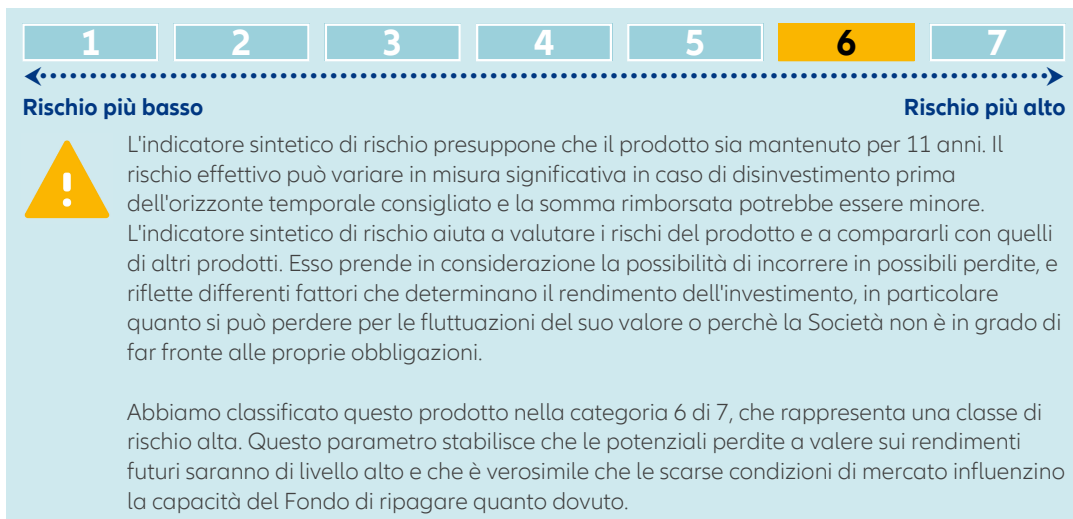 1 2 3 4 5 6 7
Rischio più basso Rischio più alto
L'indicatore sintetico di rischio presuppone che il prodotto sia mantenuto per 11 anni. Il
rischio effettivo può variare in misura significativa in caso di disinvestimento prima
dell'orizzonte temporale consigliato e la somma rimborsata potrebbe essere minore.
L'indicatore sintetico di rischio aiuta a valutare i rischi del prodotto e a compararli con quelli
di altri prodotti. Esso prende in considerazione la possibilità di incorrere in possibili perdite, e
riflette differenti fattori che determinano il rendimento dell'investimento, in particolare
quanto si può perdere per le fluttuazioni del suo valore o perchè la Società non è in grado di
far fronte alle proprie obbligazioni.
Abbiamo classificato questo prodotto nella categoria 6 di 7, che rappresenta una classe di
rischio alta. Questo parametro stabilisce che le potenziali perdite a valere sui rendimenti
futuri saranno di livello alto e che è verosimile che le scarse condizioni di mercato influenzino
la capacità del Fondo di ripagare quanto dovuto.